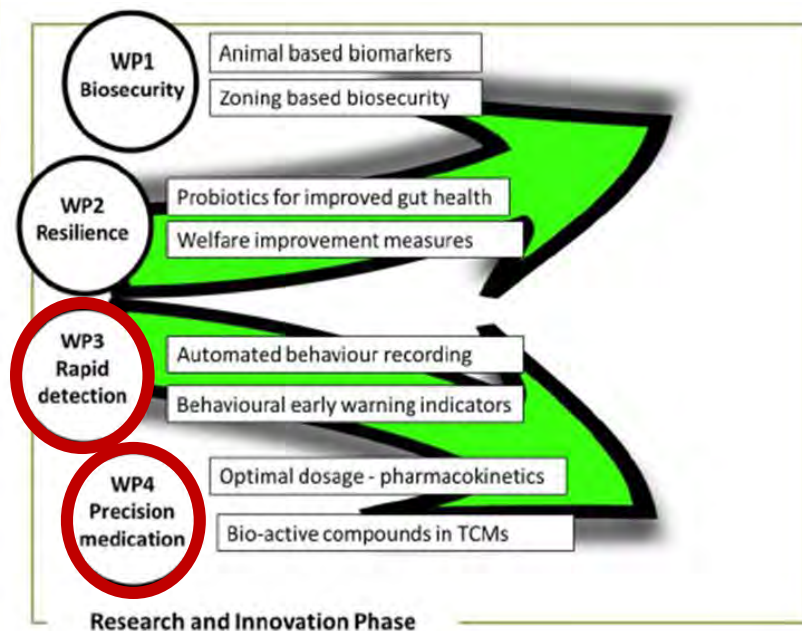 WP1
Biosecurity
Animal based biomarkers
Zoning based biosecurity
WP2
Resilience
Probiotics for improved gut health
Welfare improvement measures
WP3
Rapid
detection
Automated behaviour recording
Behavioural early warning indicators
WP4
Precision
medication
Optimal dosage - pharmacokinetics
Bio-active compounds in TCMs
Research and Innovation Phase